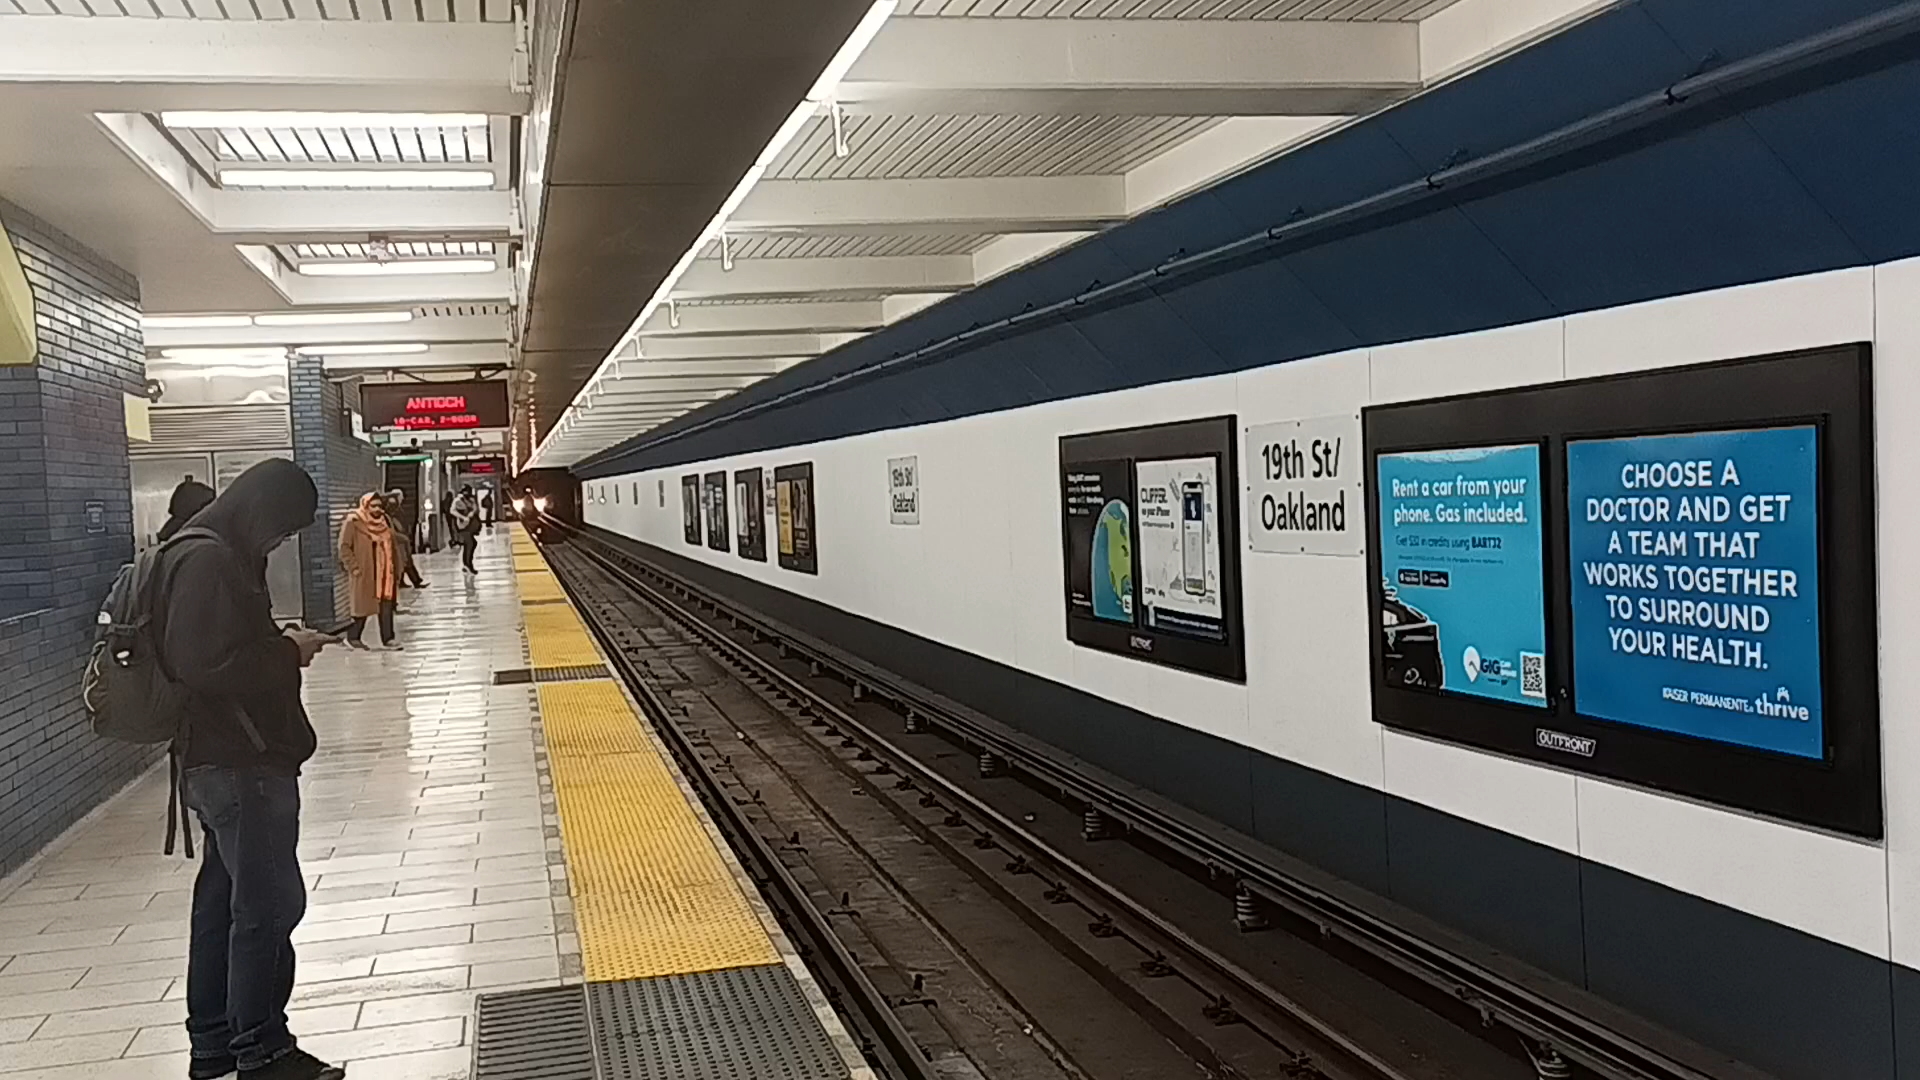 ANTIOCH
10-CAR, 2-DOOR
19th St/
Oakland
CLIPPER
19th St/
Oakland
Rent a car from your
phone. Gas included.
Get $20 in credits using BART32
GIG
CHOOSE A
DOCTOR AND GET
A TEAM THAT
WORKS TOGETHER
TO SURROUND
YOUR HEALTH.
KAISER PERMANENTE® thrive
OUTFRONT